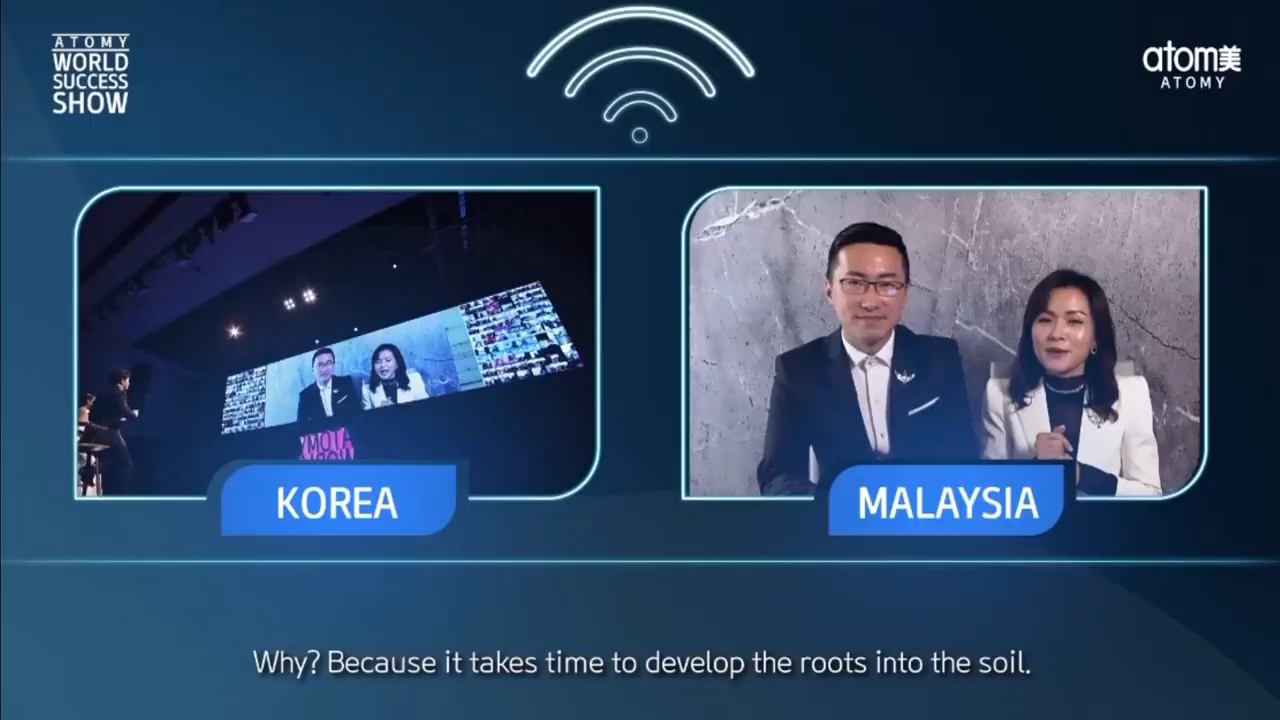 ATOMY
WORLD
SUCCESS
SHOW
atom美
ATOMY
KOREA
MALAYSIA
Why? Because it takes time to develop the roots into the soil.